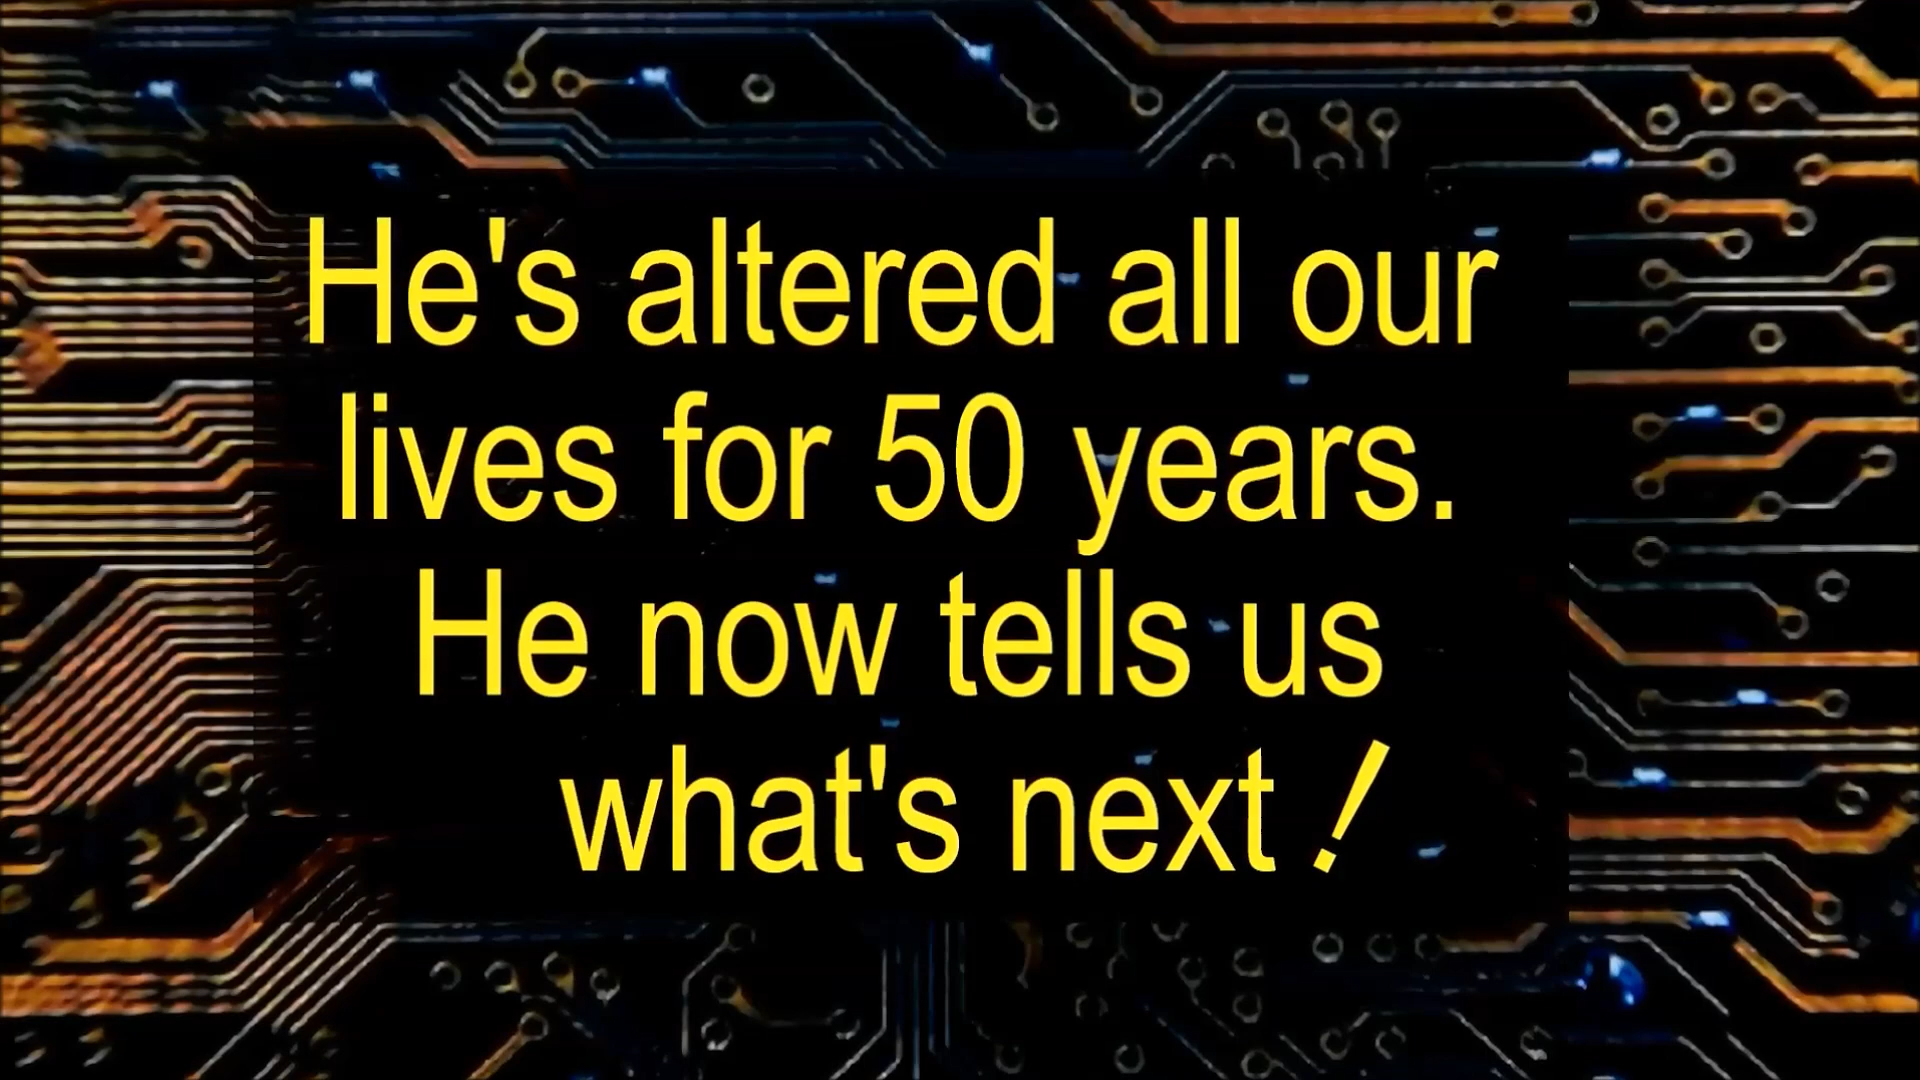 He's altered all our
lives for 50 years.
He now tells us
what's next!